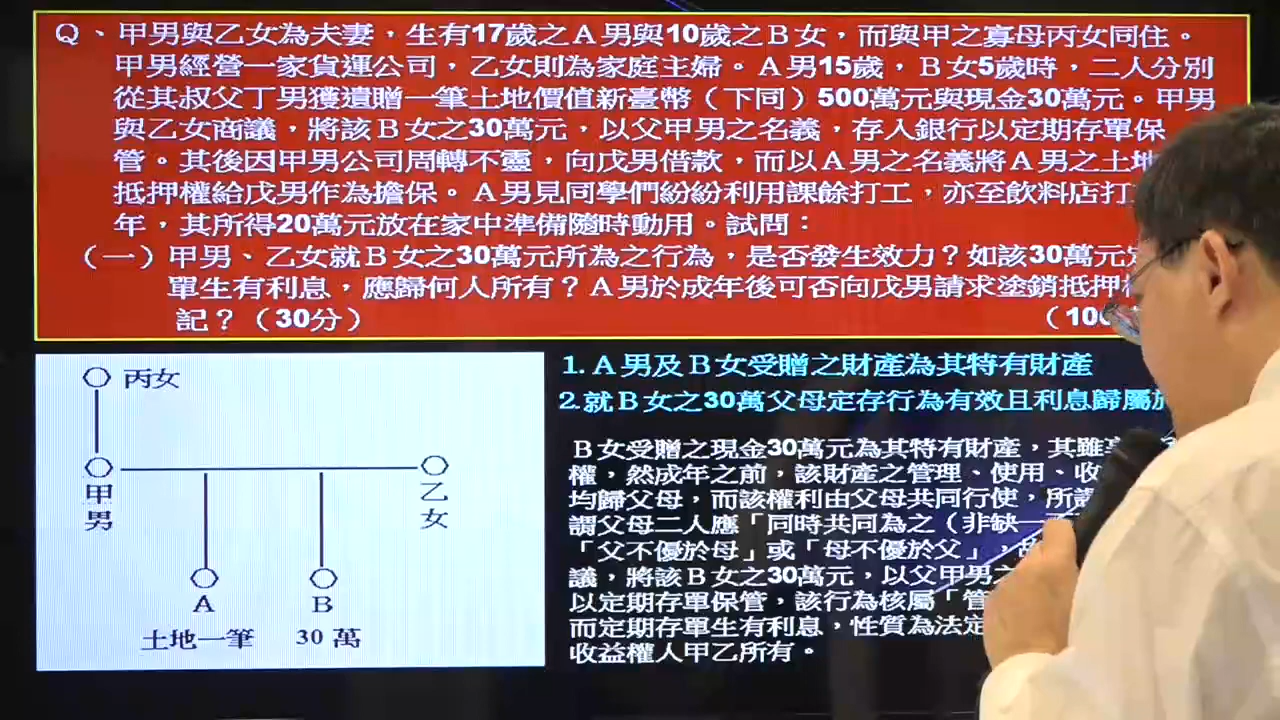 Q、甲男與乙女為夫妻，生有17歲之A男與10歲之B女，而與甲之寡母丙女同住。
甲男經營一家貨運公司，乙女則為家庭主婦。A男15歲，B女5歲時，二人分別
從其叔父丁男獲遺贈一筆土地價值新臺幣（下同）500萬元與現金30萬元。甲男
與乙女商議，將該B女之30萬元，以父甲男之名義，存入銀行以定期存單保
管。其後因甲男公司周轉不靈，向戊男借款，而以A男之名義將A男之土地
抵押權給戊男作為擔保。A男見同學們紛紛利用課餘打工，亦至飲料店打
年，其所得20萬元放在家中準備隨時動用。試問：
（一）甲男、乙女就B女之30萬元所為之行為，是否發生效力？如該30萬元
單生有利息，應歸何人所有？A男於成年後可否向戊男請求塗銷抵押
記？（30分）（100
丙女
甲男
乙女
A
B
土地一筆 30萬
1. A男及B女受贈之財產為其特有財產
2.就B女之30萬父母定存行為有效且利息歸屬
B女受贈之現金30萬元為其特有財產，其雖
權，然成年之前，該財產之管理、使用、收
均歸父母，而該權利由父母共同行使，所
謂父母二人應「同時共同為之（非缺一
「父不優於母」或「母不優於父」，
議，將該B女之30萬元，以父甲男之
以定期存單保管，該行為核屬「管
而定期存單生有利息，性質為法定
收益權人甲乙所有。